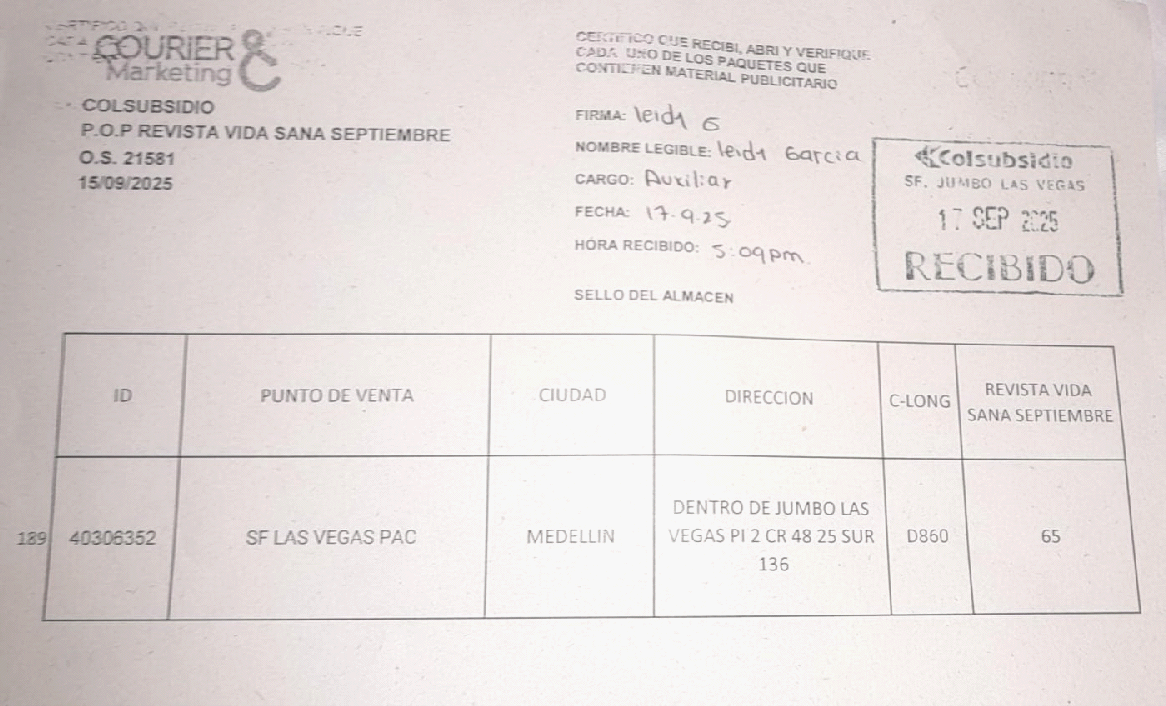 COURIER &
Marketing
COLSUBSIDIO
P.O.P REVISTA VIDA SANA SEPTIEMBRE
O.S. 21581
15/09/2025
CERTIFICO QUE RECIBI, ABRI Y VERIFIQUE
CADA UNO DE LOS PAQUETES QUE
CONTIENEN MATERIAL PUBLICITARIO
FIRMA: leidy G
NOMBRE LEGIBLE: leidy Garcia
CARGO: Auxiliar
FECHA: 17-9-25
HORA RECIBIDO: 5:09pm.
SELLO DEL ALMACEN
Colsubsidio
SF. JUMBO LAS VEGAS
17 SEP 2025
RECIBIDO
ID PUNTO DE VENTA CIUDAD DIRECCION C-LONG REVISTA VIDA SANA SEPTIEMBRE
189 40306352 SF LAS VEGAS PAC MEDELLIN DENTRO DE JUMBO LAS VEGAS PI 2 CR 48 25 SUR 136 D860 65